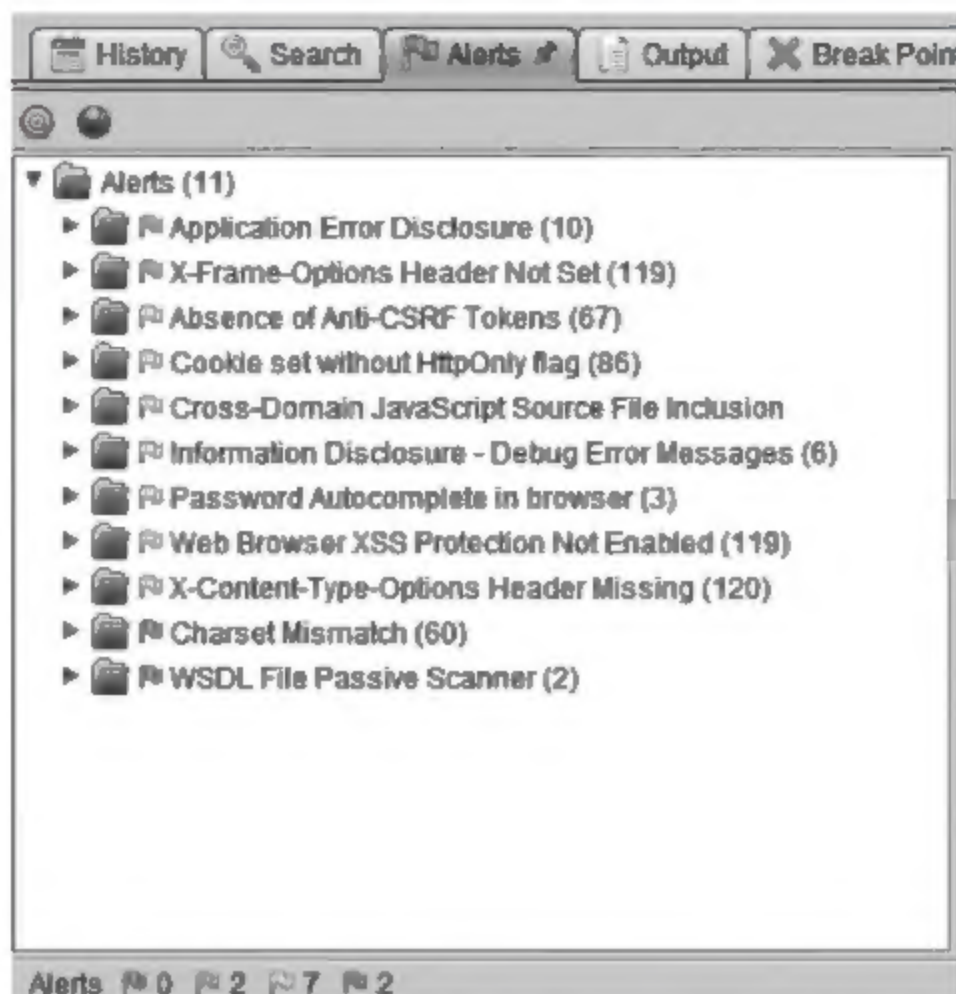 History Search Alerts Output Break Poin
Alerts (11)
Application Error Disclosure (10)
X-Frame-Options Header Not Set (119)
Absence of Anti-CSRF Tokens (67)
Cookie set without HttpOnly flag (86)
Cross-Domain JavaScript Source File Inclusion
Information Disclosure - Debug Error Messages (6)
Password Autocomplete in browser (3)
Web Browser XSS Protection Not Enabled (119)
X-Content-Type-Options Header Missing (120)
Charset Mismatch (60)
WSDL File Passive Scanner (2)
Alerts 0 2 7 2